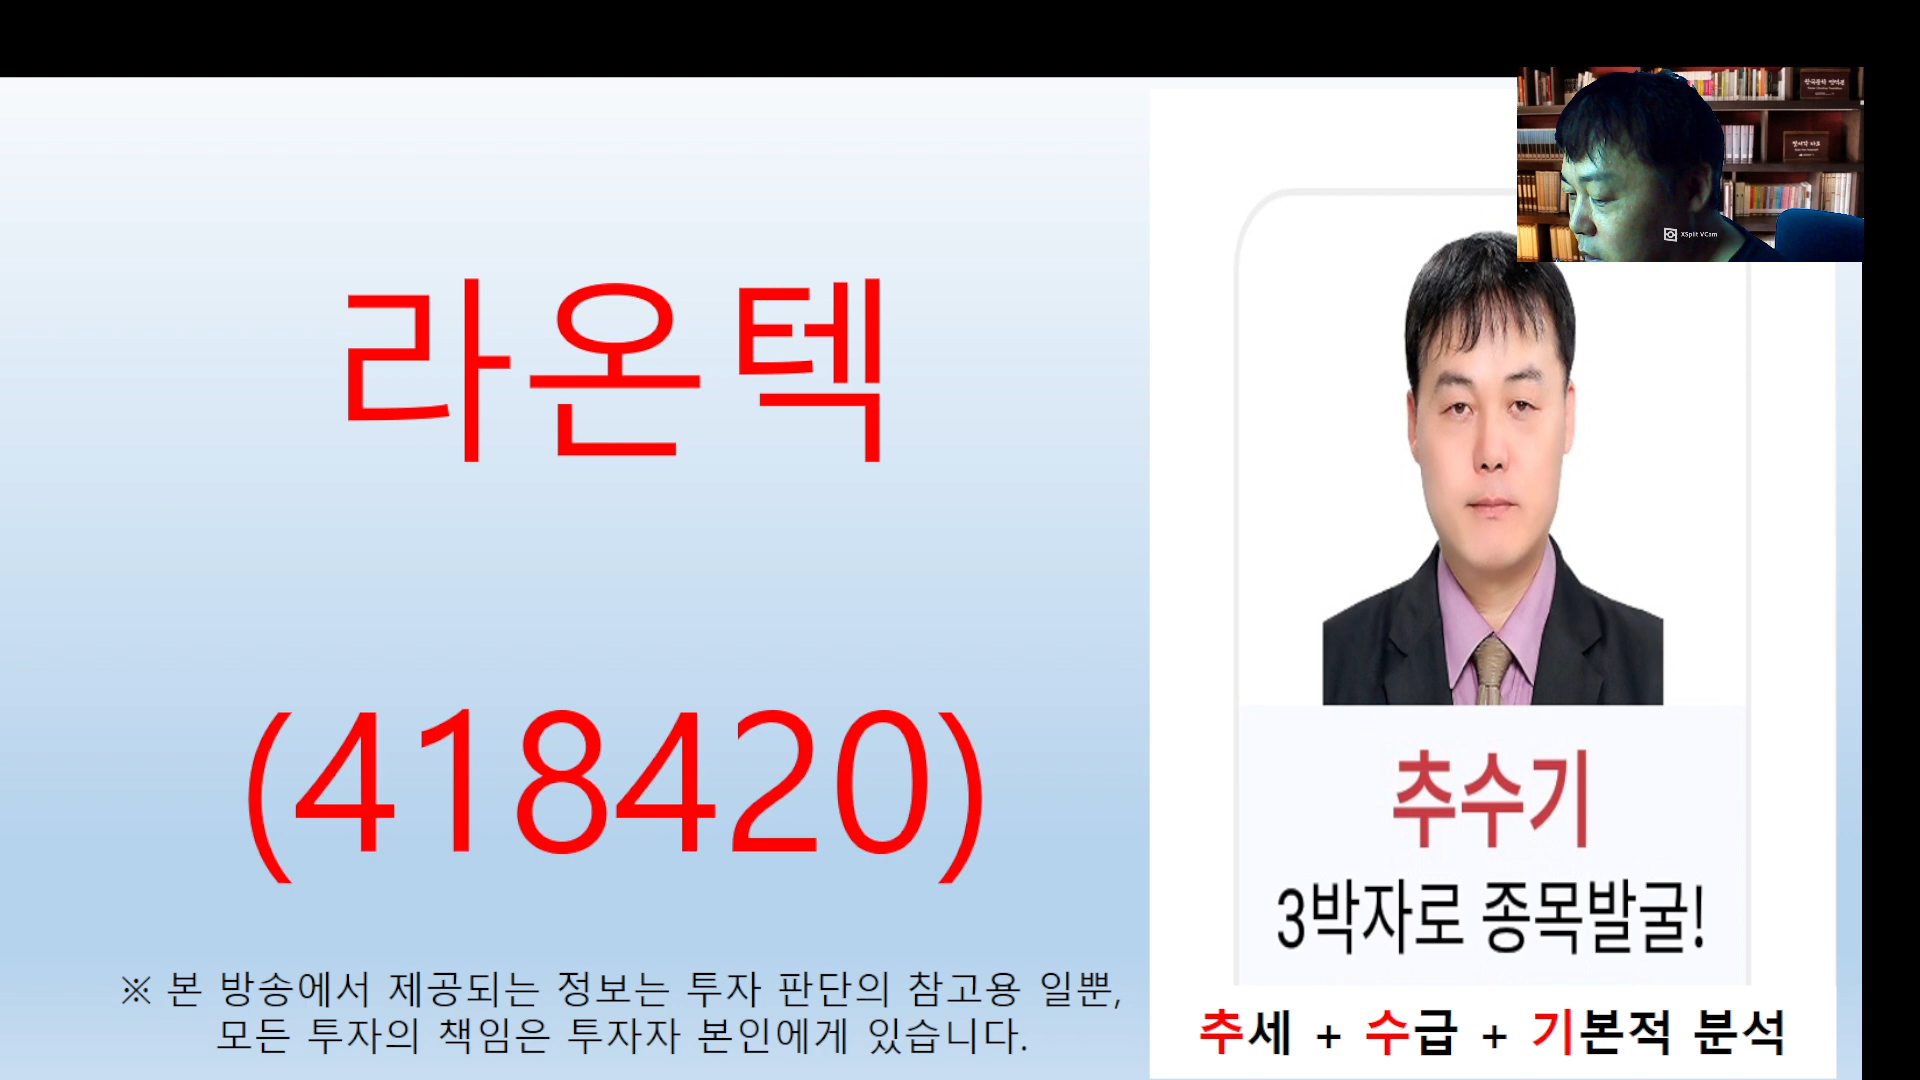 라온텍
(418420)
※ 본 방송에서 제공되는 정보는 투자 판단의 참고용 일뿐,
모든 투자의 책임은 투자자 본인에게 있습니다.
XSplit VCam
추수기
3박자로 종목발굴!
추세 + 수급 + 기본적 분석